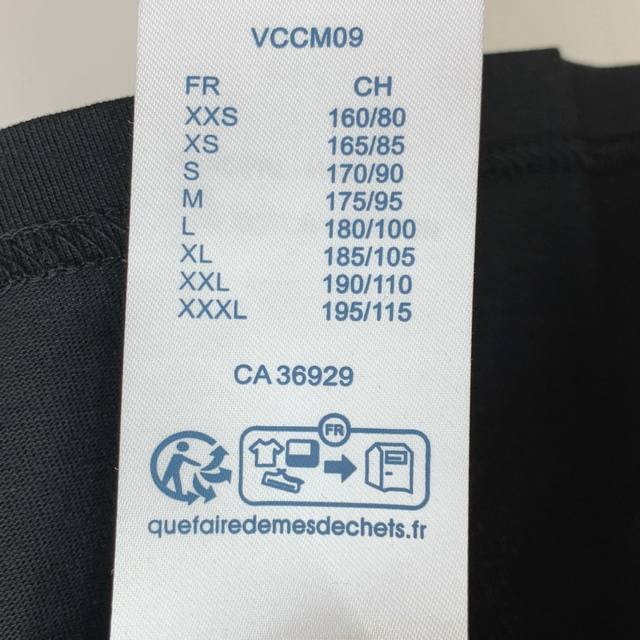 VCCM09
FR CH
XXS 160/80
XS 165/85
S 170/90
M 175/95
L 180/100
XL 185/105
XXL 190/110
XXXL 195/115
CA 36929
FR
quefairedemesdechets.fr